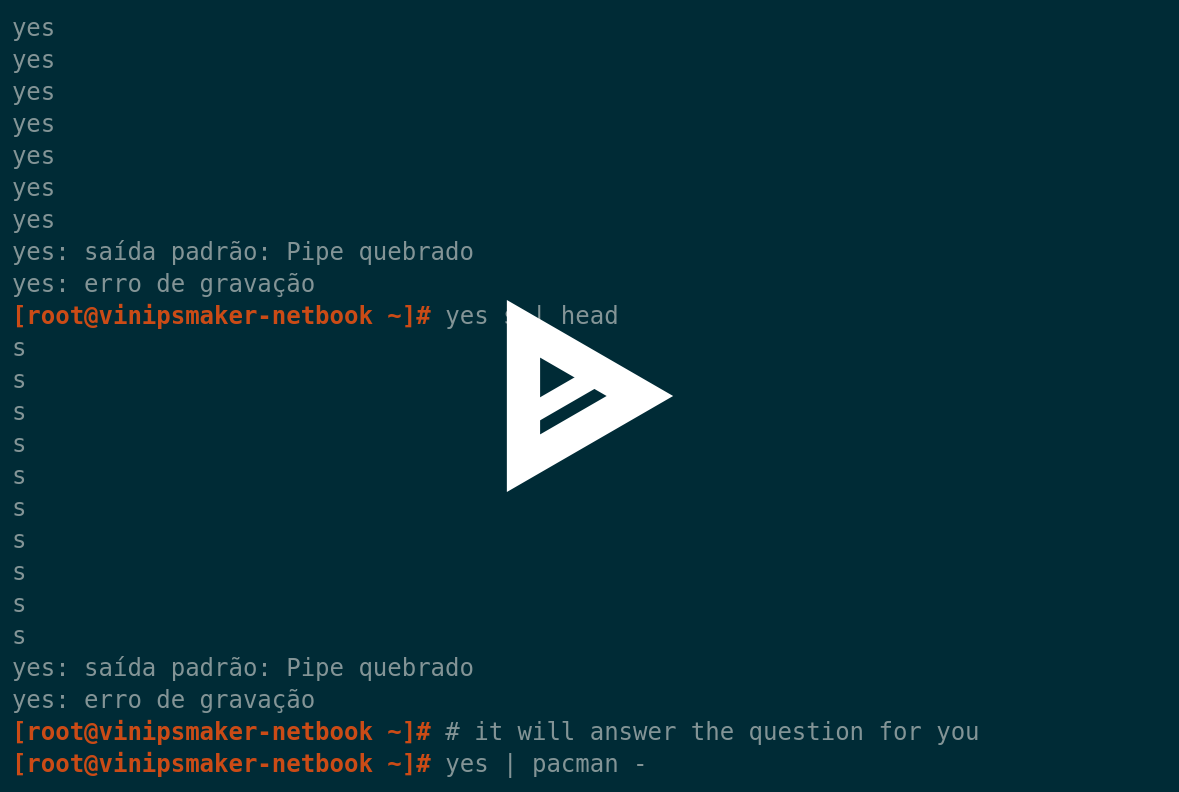 yes
yes
yes
yes
yes
yes
yes
yes: saída padrão: Pipe quebrado
yes: erro de gravação
[root@vinipsmaker-netbook ~]# yes s | head
s
s
s
s
s
s
s
s
s
s
yes: saída padrão: Pipe quebrado
yes: erro de gravação
[root@vinipsmaker-netbook ~]# # it will answer the question for you
[root@vinipsmaker-netbook ~]# yes | pacman -